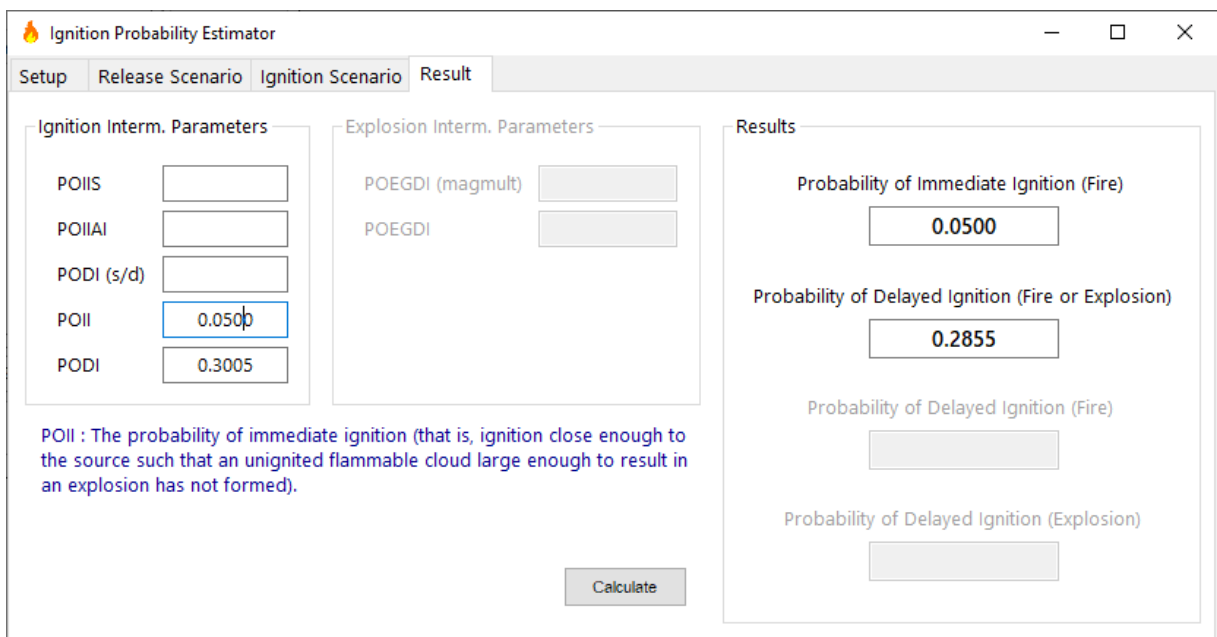 Ignition Probability Estimator
Setup
Release Scenario
Ignition Scenario
Result
Ignition Interm. Parameters
POIIS
POIIAI
PODI (s/d)
POII
0.0500
PODI
0.3005
Explosion Interm. Parameters
POEGDI (magmult)
POEGDI
Results
Probability of Immediate Ignition (Fire)
0.0500
Probability of Delayed Ignition (Fire or Explosion)
0.2855
Probability of Delayed Ignition (Fire)
Probability of Delayed Ignition (Explosion)
POII : The probability of immediate ignition (that is, ignition close enough to
the source such that an unignited flammable cloud large enough to result in
an explosion has not formed).
Calculate